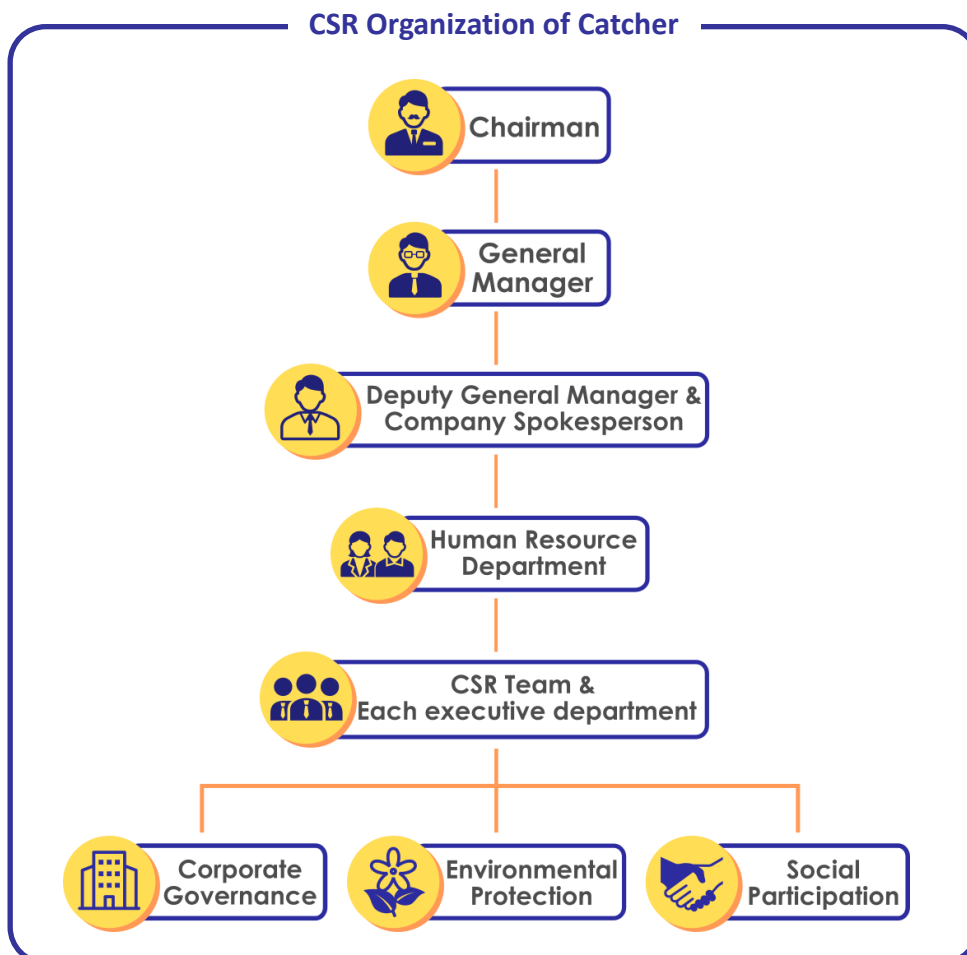 CSR Organization of Catcher
Chairman
General
Manager
Deputy General Manager &
Company Spokesperson
Human Resource
Department
CSR Team &
Each executive department
Corporate
Governance
Environmental
Protection
Social
Participation